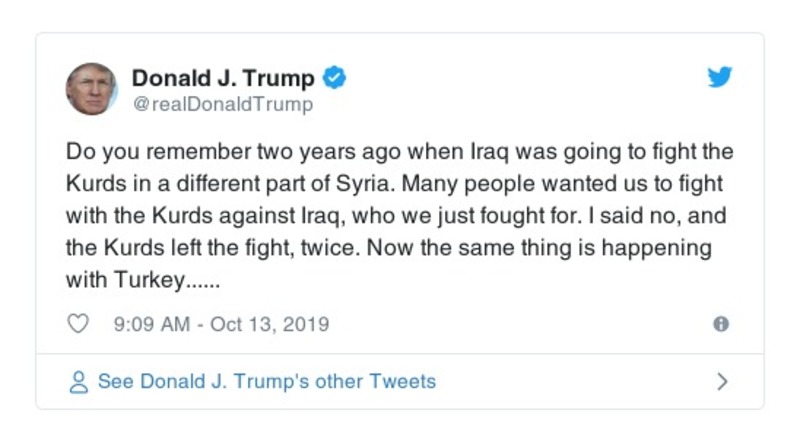 Donald J. Trump
@realDonaldTrump
Do you remember two years ago when Iraq was going to fight the
Kurds in a different part of Syria. Many people wanted us to fight
with the Kurds against Iraq, who we just fought for. I said no, and
the Kurds left the fight, twice. Now the same thing is happening
with Turkey......
9:09 AM - Oct 13, 2019
See Donald J. Trump's other Tweets